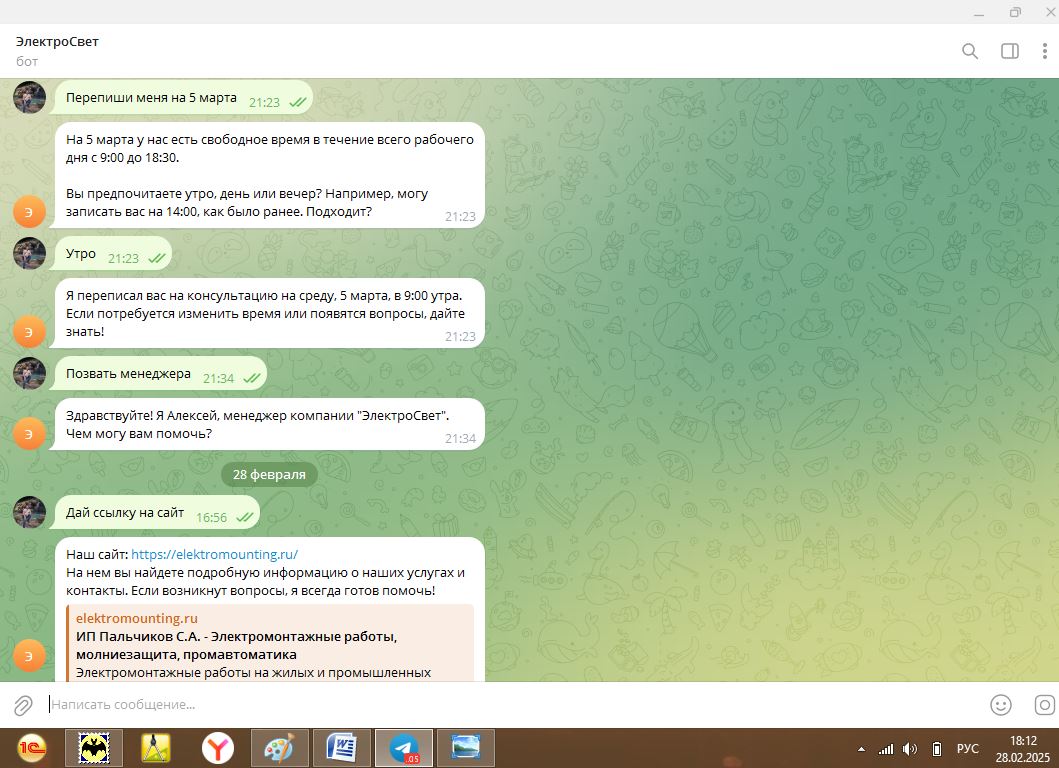 ЭлектроСвет
бот
Перепиши меня на 5 марта 21:23
На 5 марта у нас есть свободное время в течение всего рабочего
дня с 9:00 до 18:30.
Вы предпочитаете утро, день или вечер? Например, могу
записать вас на 14:00, как было ранее. Подходит?
21:23
Э
Утро 21:23
Я переписал вас на консультацию на среду, 5 марта, в 9:00 утра.
Если потребуется изменить время или появятся вопросы, дайте
знать!
21:23
Э
Позвать менеджера 21:34
Здравствуйте! Я Алексей, менеджер компании "ЭлектроСвет".
Чем могу вам помочь?
21:34
Э
28 февраля
Дай ссылку на сайт 16:56
Наш сайт: https://elektromounting.ru/
На нем вы найдете подробную информацию о наших услугах и
контакты. Если возникнут вопросы, я всегда готов помочь!
elektromounting.ru
ИП Пальчиков С.А. - Электромонтажные работы,
молниезащита, промавтоматика
Э
Электромонтажные работы на жилых и промышленных
Написать сообщение...
1С
Y
W
.05
РУС
18:12
28.02.2025